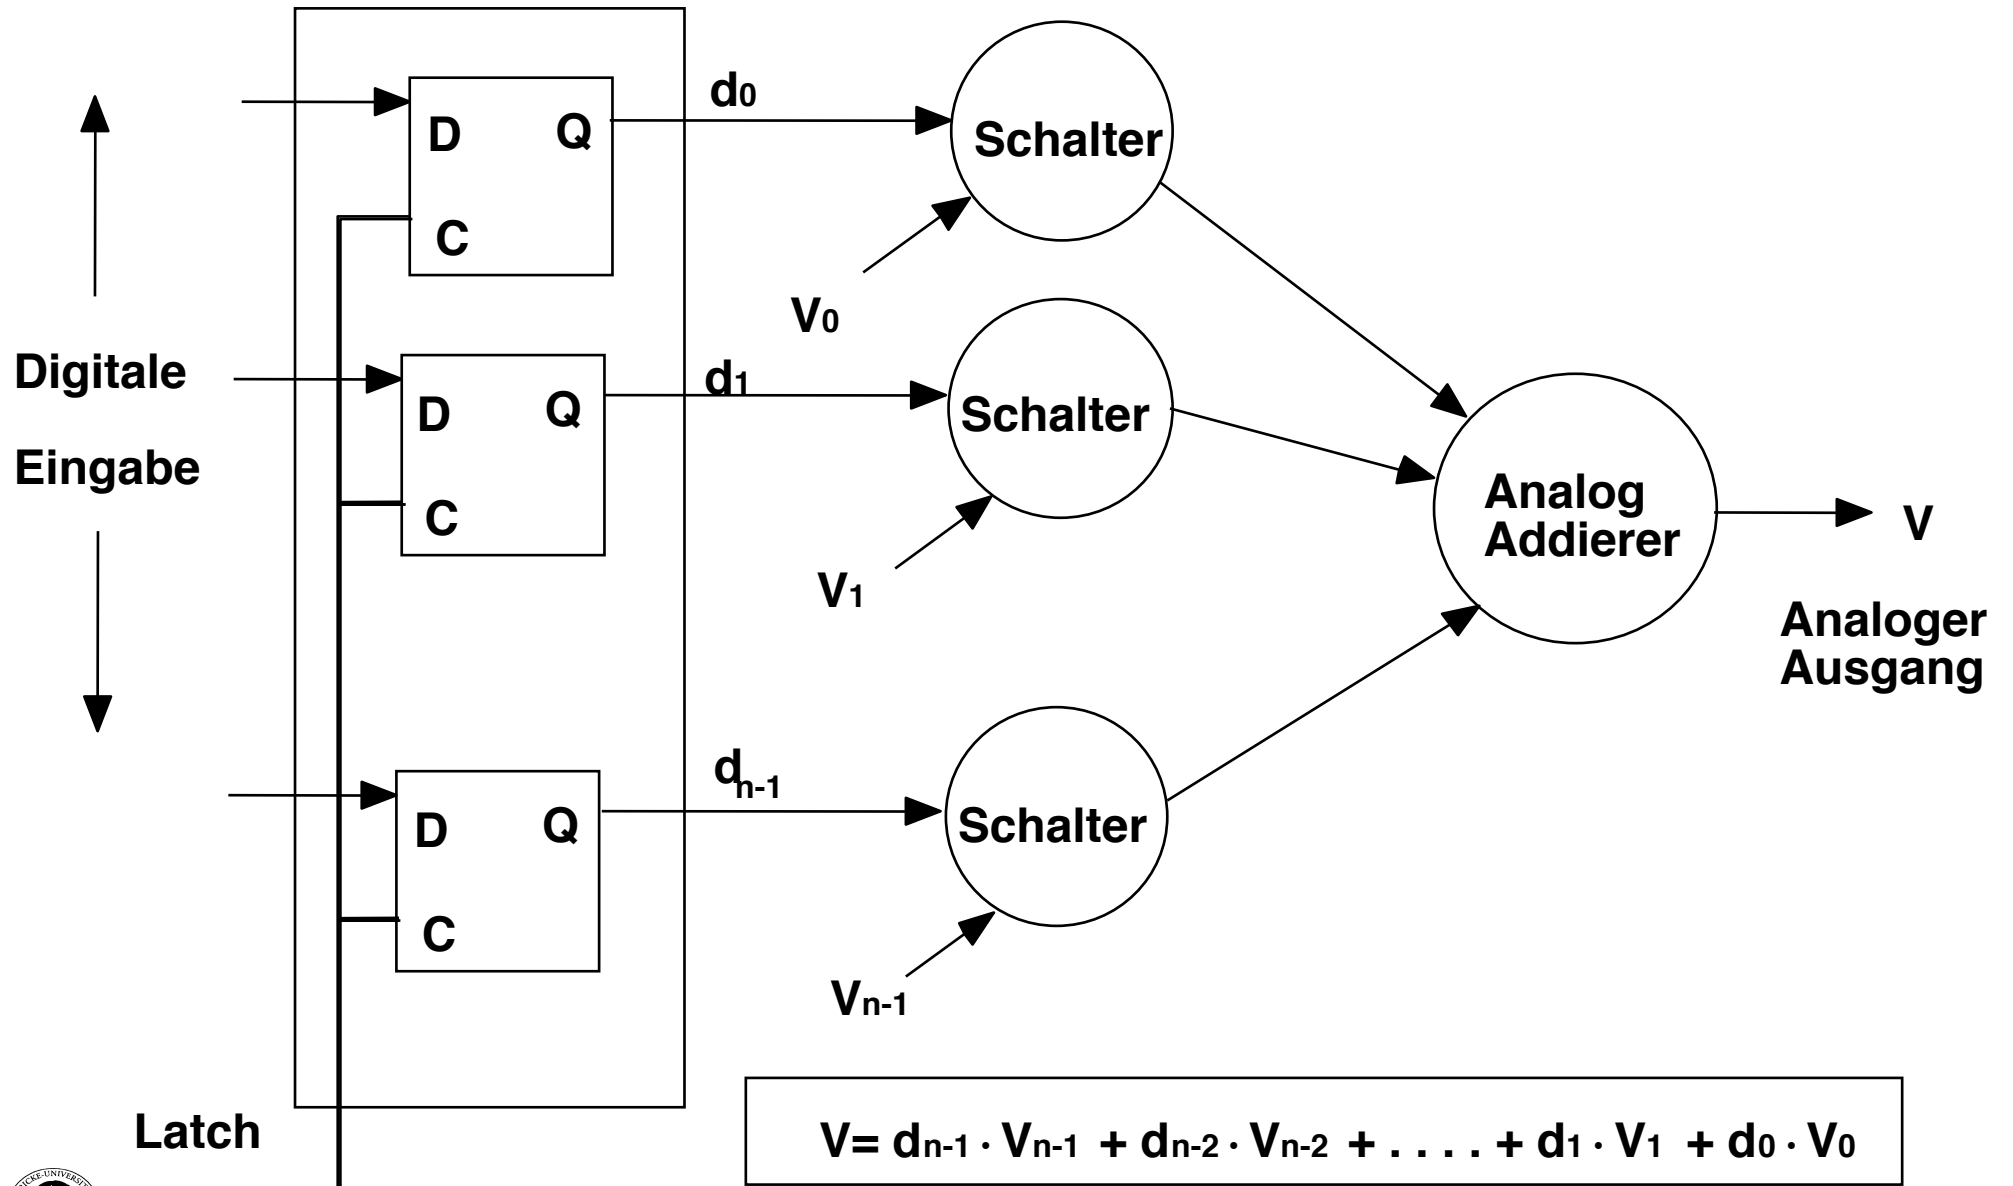 d0
D Q
Schalter
C
V0
Digitale
d1
D Q
Schalter
Eingabe
C
Analog
Addierer
V
V1
Analoger
Ausgang
dn-1
D Q
Schalter
C
Vn-1
Latch
V= dn-1 · Vn-1 + dn-2 · Vn-2 + . . . . + d1 · V1 + d0 · V0